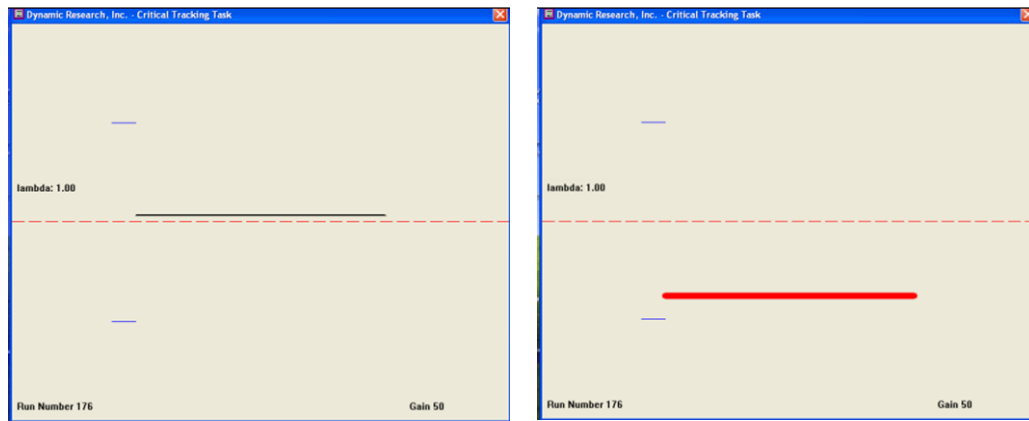 Dynamic Research, Inc. - Critical Tracking Task
lambda: 1.00
Run Number 176 Gain 50
Dynamic Research, Inc. - Critical Tracking Task
lambda: 1.00
Run Number 176 Gain 50